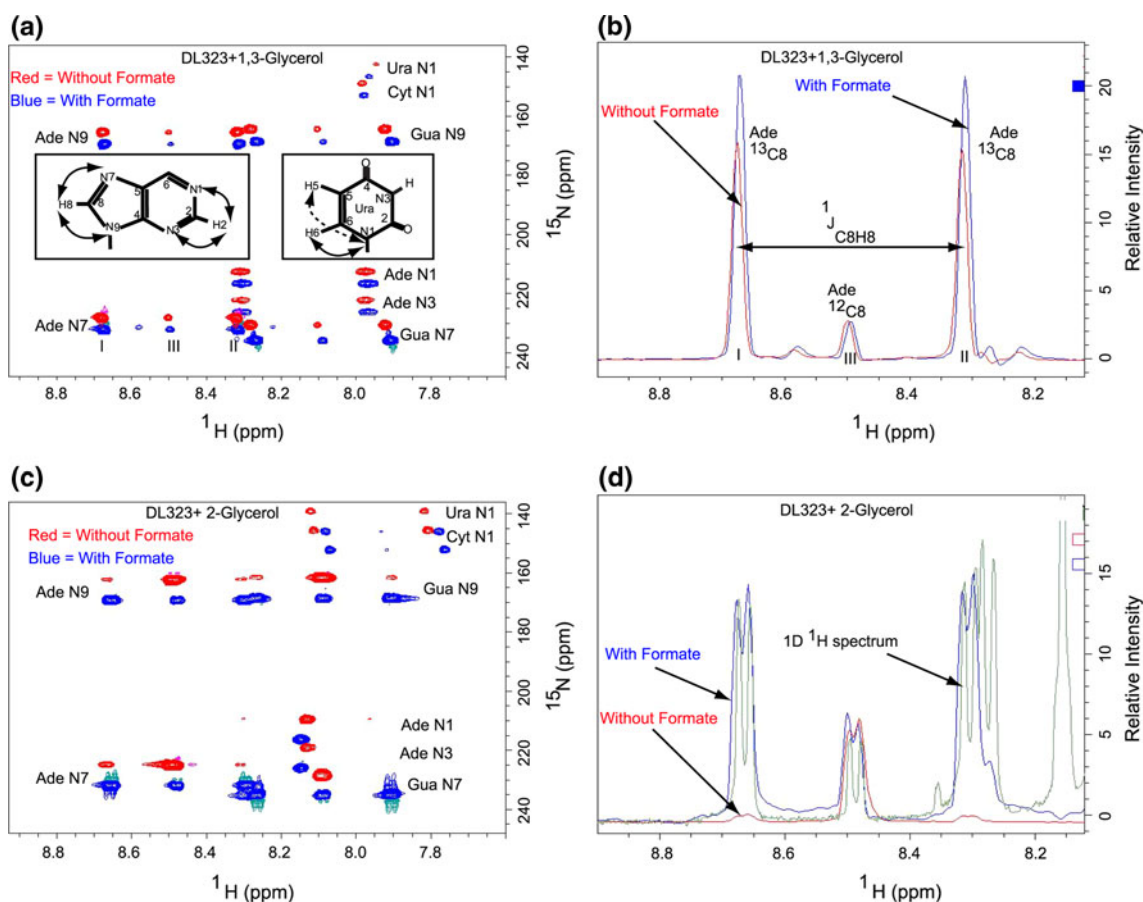 (a)
DL323+1,3-Glycerol
Red = Without Formate
Blue = With Formate
Ura N1
Cyt N1
Ade N9
Gua N9
N7
6
5
N1
H8
8
4
2
H2
N9
N3
O
H5
4
H
5
N3
Ura
6
2
H6
N1
O
Ade N1
Ade N3
Ade N7
Gua N7
I
III
II
140
160
180
200
220
240
15N (ppm)
8.8
8.6
8.4
8.2
8.0
7.8
1H (ppm)
(b)
DL323+1,3-Glycerol
Without Formate
With Formate
Ade
13C8
Ade
13C8
1J C8H8
Ade
12C8
I
III
II
20
15
10
5
0
Relative Intensity
8.8
8.6
8.4
8.2
1H (ppm)
(c)
DL323+ 2-Glycerol
Red = Without Formate
Blue = With Formate
Ura N1
Cyt N1
Ade N9
Gua N9
Ade N1
Ade N3
Ade N7
Gua N7
140
160
180
200
220
240
15N (ppm)
8.8
8.6
8.4
8.2
8.0
7.8
1H (ppm)
(d)
DL323+ 2-Glycerol
With Formate
1D 1H spectrum
Without Formate
15
10
5
0
Relative Intensity
8.8
8.6
8.4
8.2
1H (ppm)